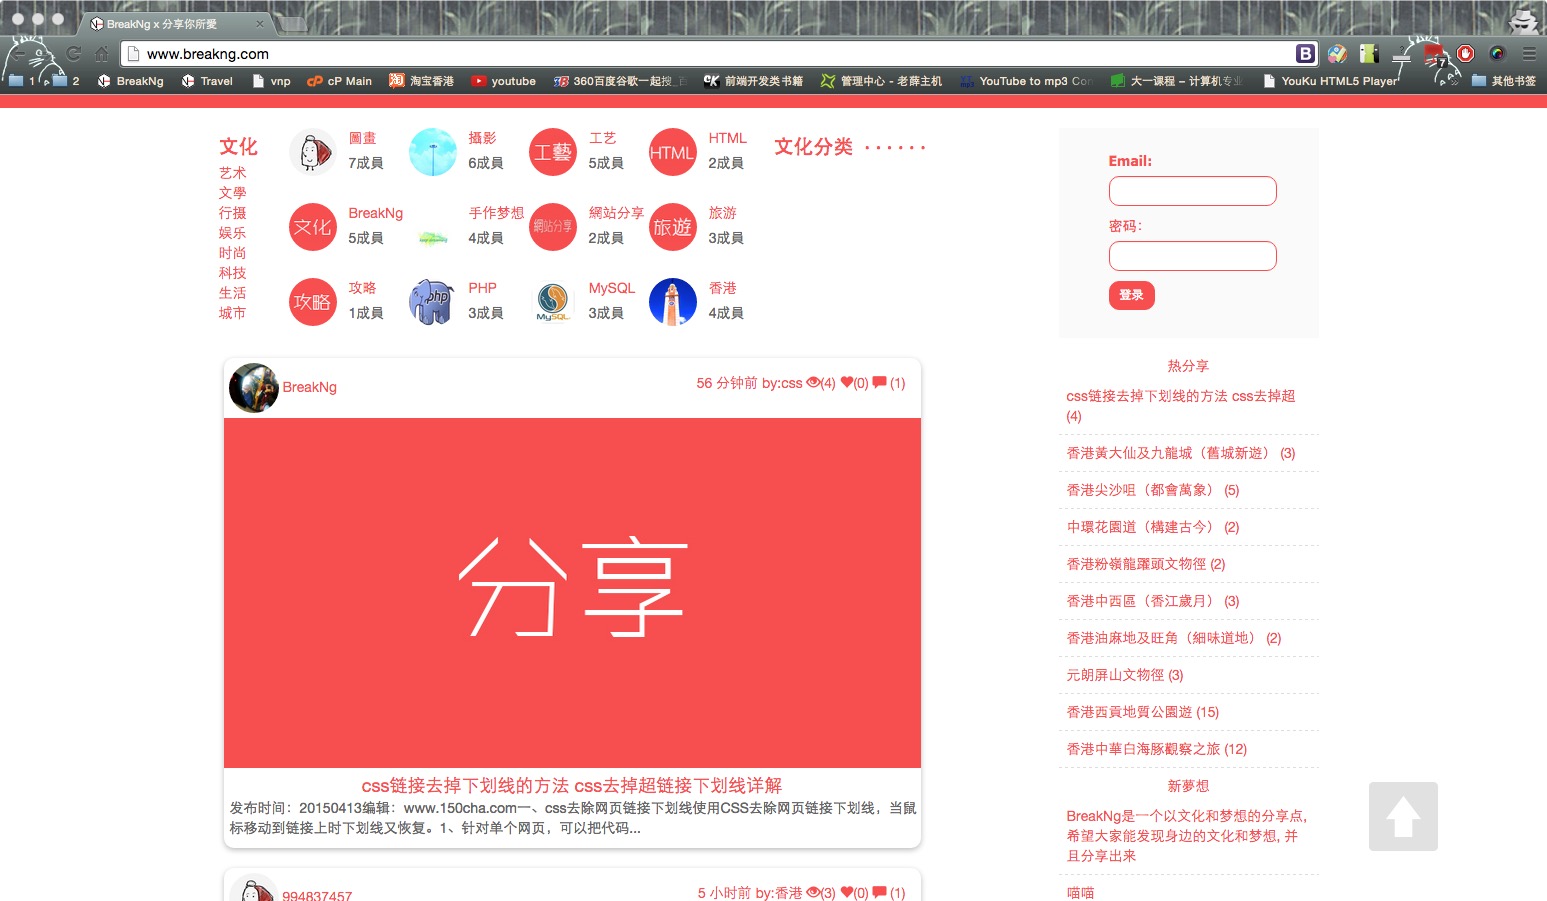 BreakNg x 分享你所愛
www.breakng.com
1
2
BreakNg
Travel
vnp
cP Main
淘宝香港
youtube
360百度谷歌一起搜_百
前端开发类书籍
管理中心 - 老薛主机
YouTube to mp3 Con
大一课程 – 计算机专业
YouKu HTML5 Player
其他书签
文化
艺术
文學
行摄
娱乐
时尚
科技
生活
城市
圖畫
7成員
攝影
6成員
工藝
工艺
5成員
HTML
HTML
2成員
文化
BreakNg
5成員
手作梦想
4成員
網站分享
網站分享
2成員
旅遊
旅游
3成員
攻略
攻略
1成員
php
PHP
3成員
MySQL
MySQL
3成員
香港
4成員
文化分类 · · · · · ·
Email:
密码：
登录
BreakNg
56 分钟前 by:css (4) (0) (1)
分享
css链接去掉下划线的方法 css去掉超链接下划线详解
发布时间：20150413编辑：www.150cha.com一、css去除网页链接下划线使用CSS去除网页链接下划线，当鼠
标移动到链接上时下划线又恢复。1、针对单个网页，可以把代码...
994837457
5 小时前 by:香港 (3) (0) (1)
热分享
css链接去掉下划线的方法 css去掉超
(4)
香港黃大仙及九龍城（舊城新遊） (3)
香港尖沙咀（都會萬象） (5)
中環花園道（構建古今） (2)
香港粉嶺龍躍頭文物徑 (2)
香港中西區（香江歲月） (3)
香港油麻地及旺角（細味道地） (2)
元朗屏山文物徑 (3)
香港西貢地質公園遊 (15)
香港中華白海豚觀察之旅 (12)
新夢想
BreakNg是一个以文化和梦想的分享点,
希望大家能发现身边的文化和梦想, 并
且分享出来
喵喵